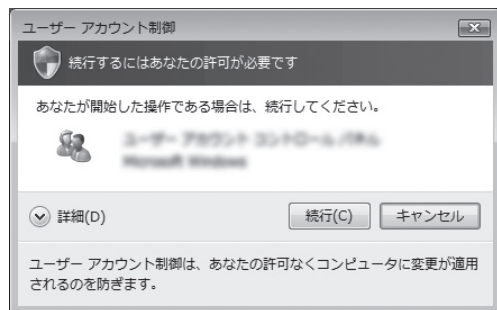 ユーザー アカウント制御
続行するにはあなたの許可が必要です
あなたが開始した操作である場合は、続行してください。
詳細(D)
続行(C)
キャンセル
ユーザー アカウント制御は、あなたの許可なくコンピュータに変更が適用
されるのを防ぎます。